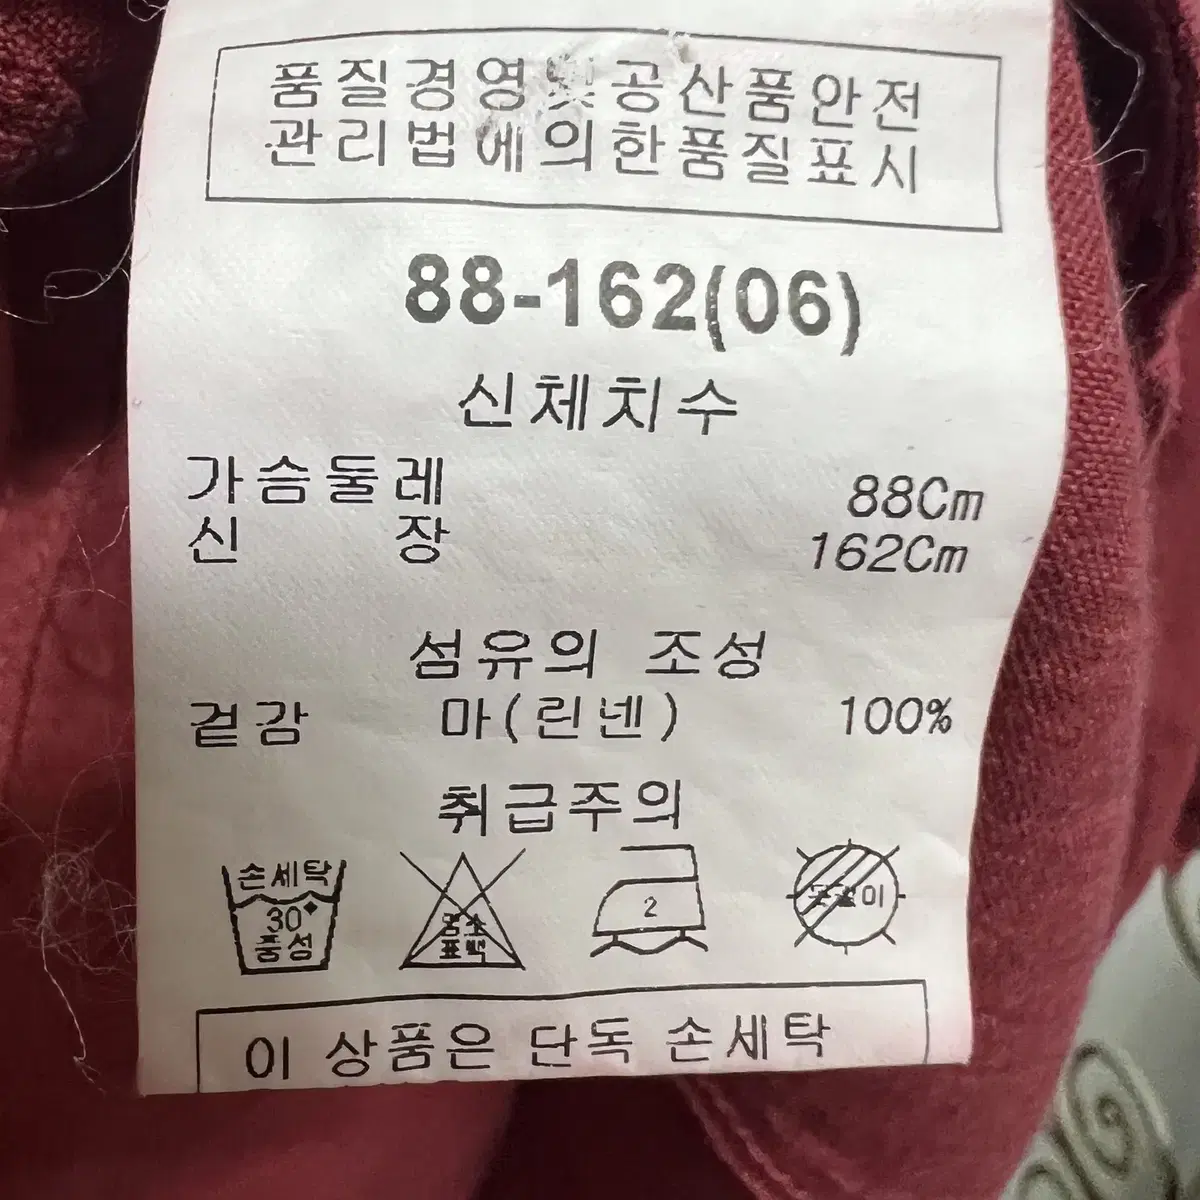 품질경영및공산품안전
관리법에의한품질표시
88-162(06)
신체치수
가슴둘레 88Cm
신 장 162Cm
섬유의 조성
겉감 마(린넨) 100%
취급주의
손세탁
30°
중성
염소
표백
2
옷걸이
이 상품은 단독 손세탁